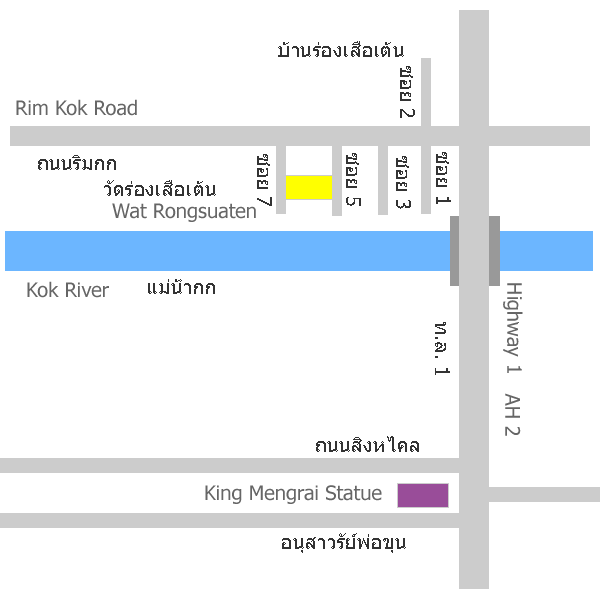 บ้านร่องเสือเต้น
ซอย 2
Rim Kok Road
ถนนริมกก
ซอย 7
ซอย 5
ซอย 3
ซอย 1
วัดร่องเสือเต้น
Wat Rongsuaten
Kok River
แม่น้ำกก
Highway 1 AH 2
ท.ล. 1
ถนนสิงหไคล
King Mengrai Statue
อนุสาวรัย์พ่อขุน